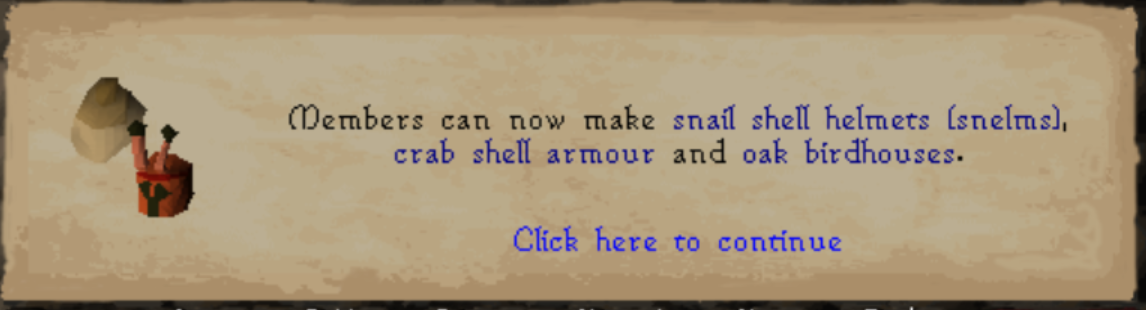 Members can now make snail shell helmets (snelms),
crab shell armour and oak birdhouses.
Click here to continue